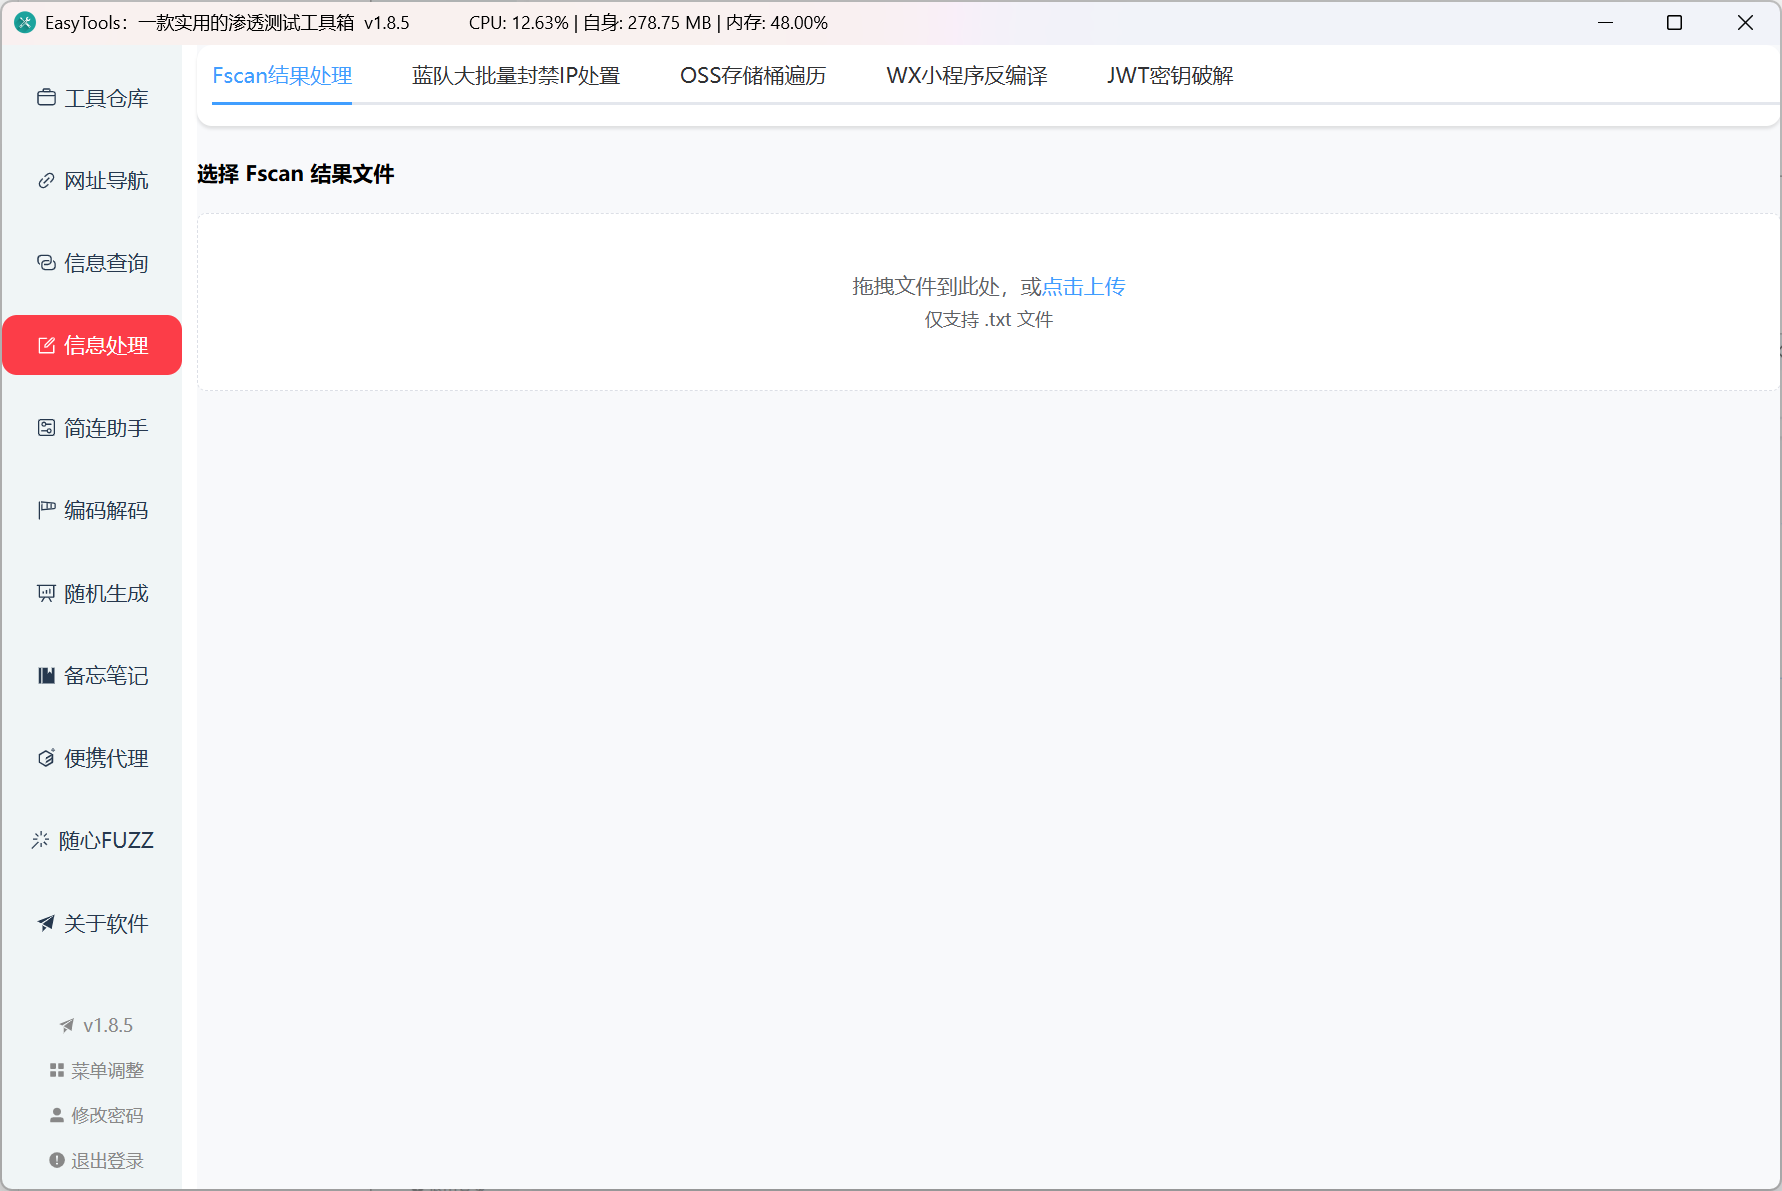 EasyTools：一款实用的渗透测试工具箱 v1.8.5 CPU: 12.63% | 自身: 278.75 MB | 内存: 48.00%
工具仓库
网址导航
信息查询
信息处理
简连助手
编码解码
随机生成
备忘笔记
便携代理
随心FUZZ
关于软件
v1.8.5
菜单调整
修改密码
退出登录
Fscan结果处理 蓝队大批量封禁IP处置 OSS存储桶遍历 WX小程序反编译 JWT密钥破解
选择 Fscan 结果文件
拖拽文件到此处，或点击上传
仅支持 .txt 文件